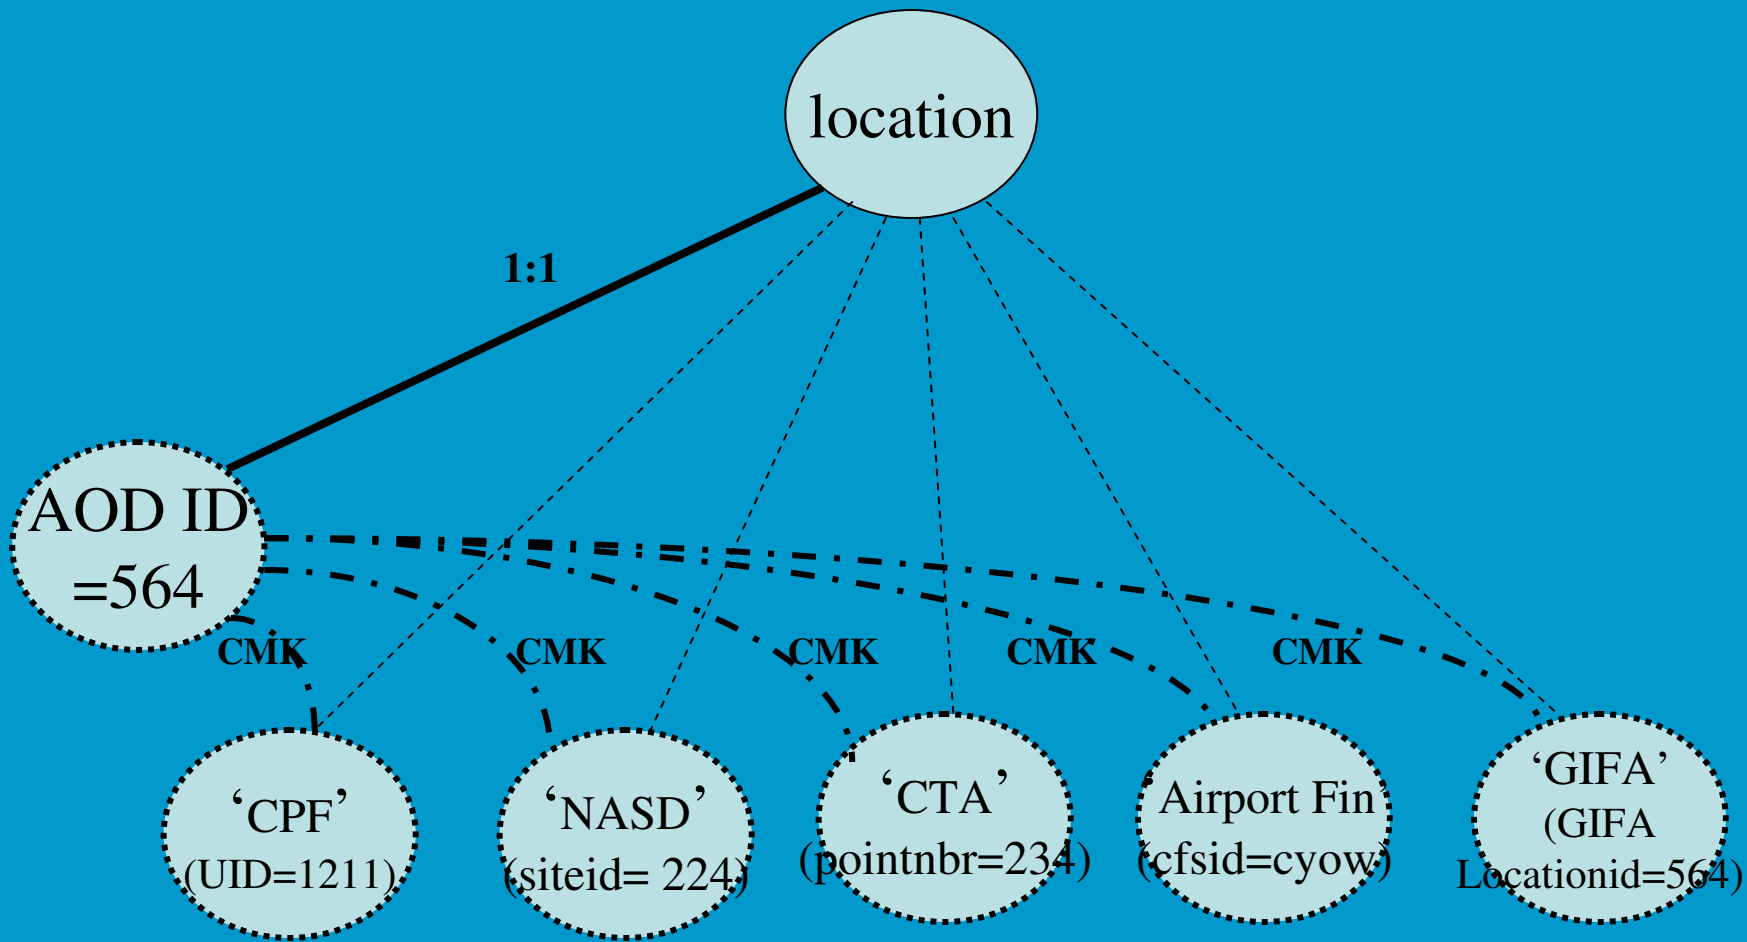 location
1:1
AOD ID
=564
CMK
CMK
CMK
CMK
CMK
‘CPF’
(UID=1211)
‘NASD’
(siteid= 224)
‘CTA’
(pointnbr=234)
‘Airport Fin’
(cfsid=cyow)
‘GIFA’
(GIFA
Locationid=564)